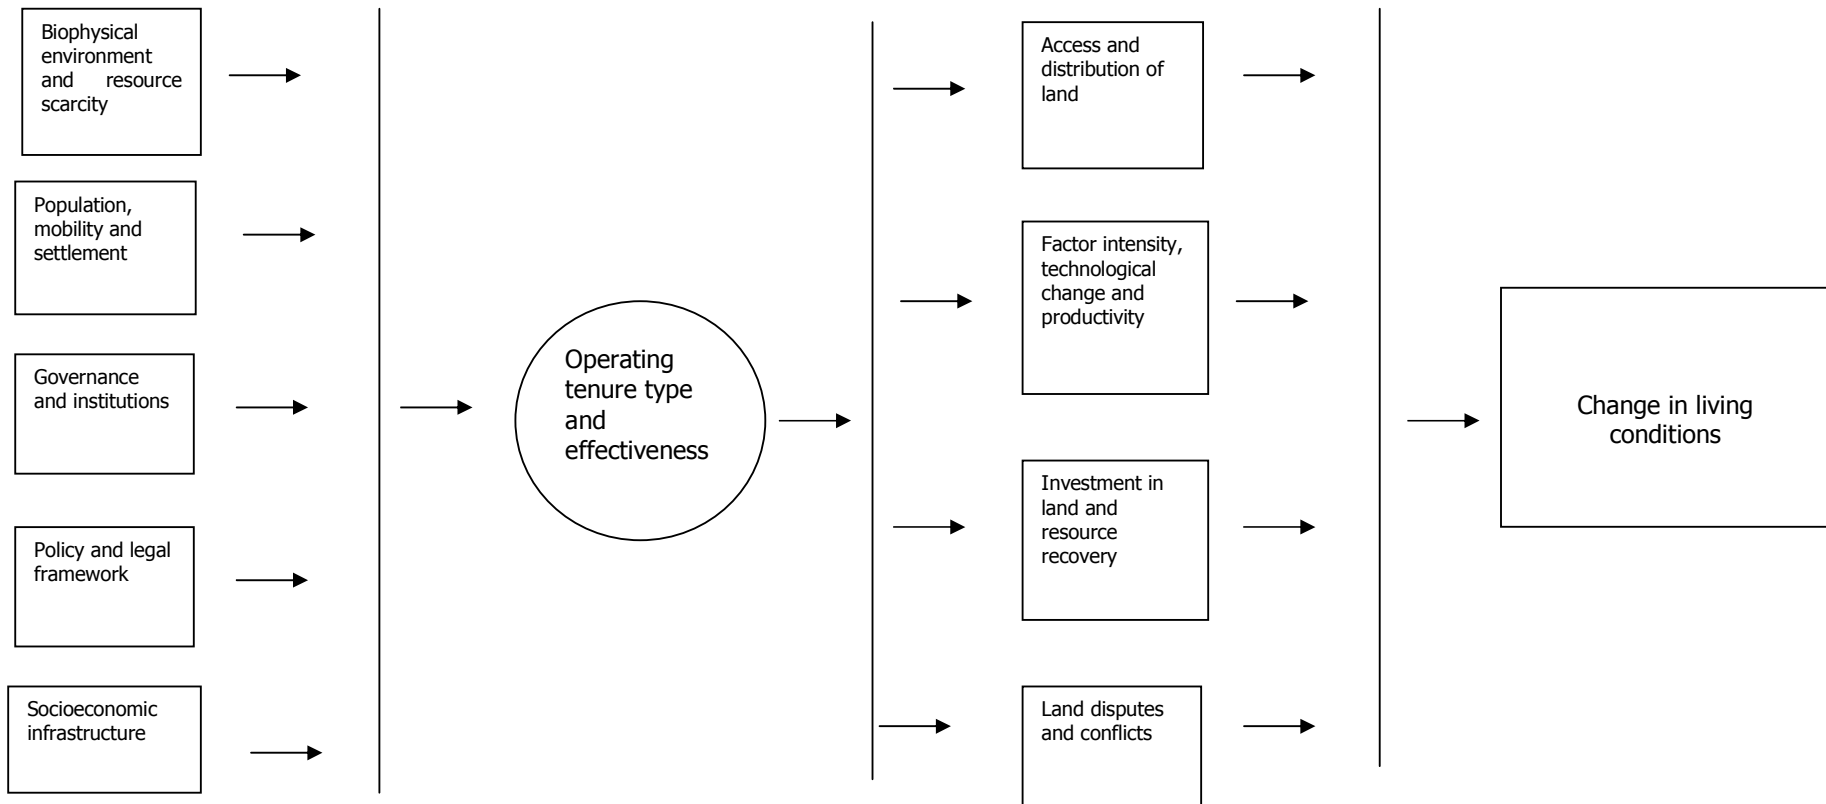 Biophysical
environment
and resource
scarcity
Population,
mobility and
settlement
Governance
and institutions
Policy and legal
framework
Socioeconomic
infrastructure
Operating
tenure type
and
effectiveness
Access and
distribution of
land
Factor intensity,
technological
change and
productivity
Investment in
land and
resource
recovery
Land disputes
and conflicts
Change in living
conditions